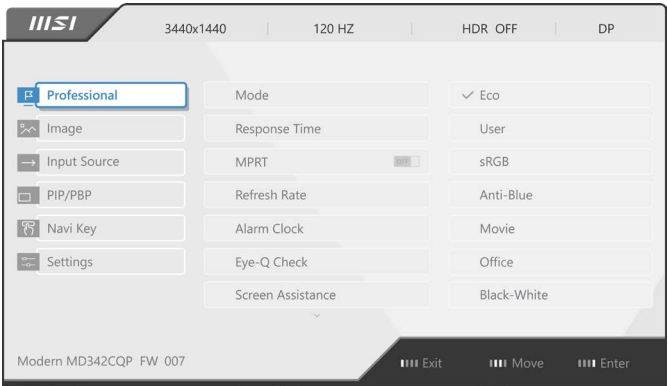 msi
3440x1440 120 HZ HDR OFF DP
Professional Mode Eco
Image Response Time User
Input Source MPRT OFF sRGB
PIP/PBP Refresh Rate Anti-Blue
Navi Key Alarm Clock Movie
Settings Eye-Q Check Office
Screen Assistance Black-White
Modern MD342CQP FW 007 Exit Move Enter